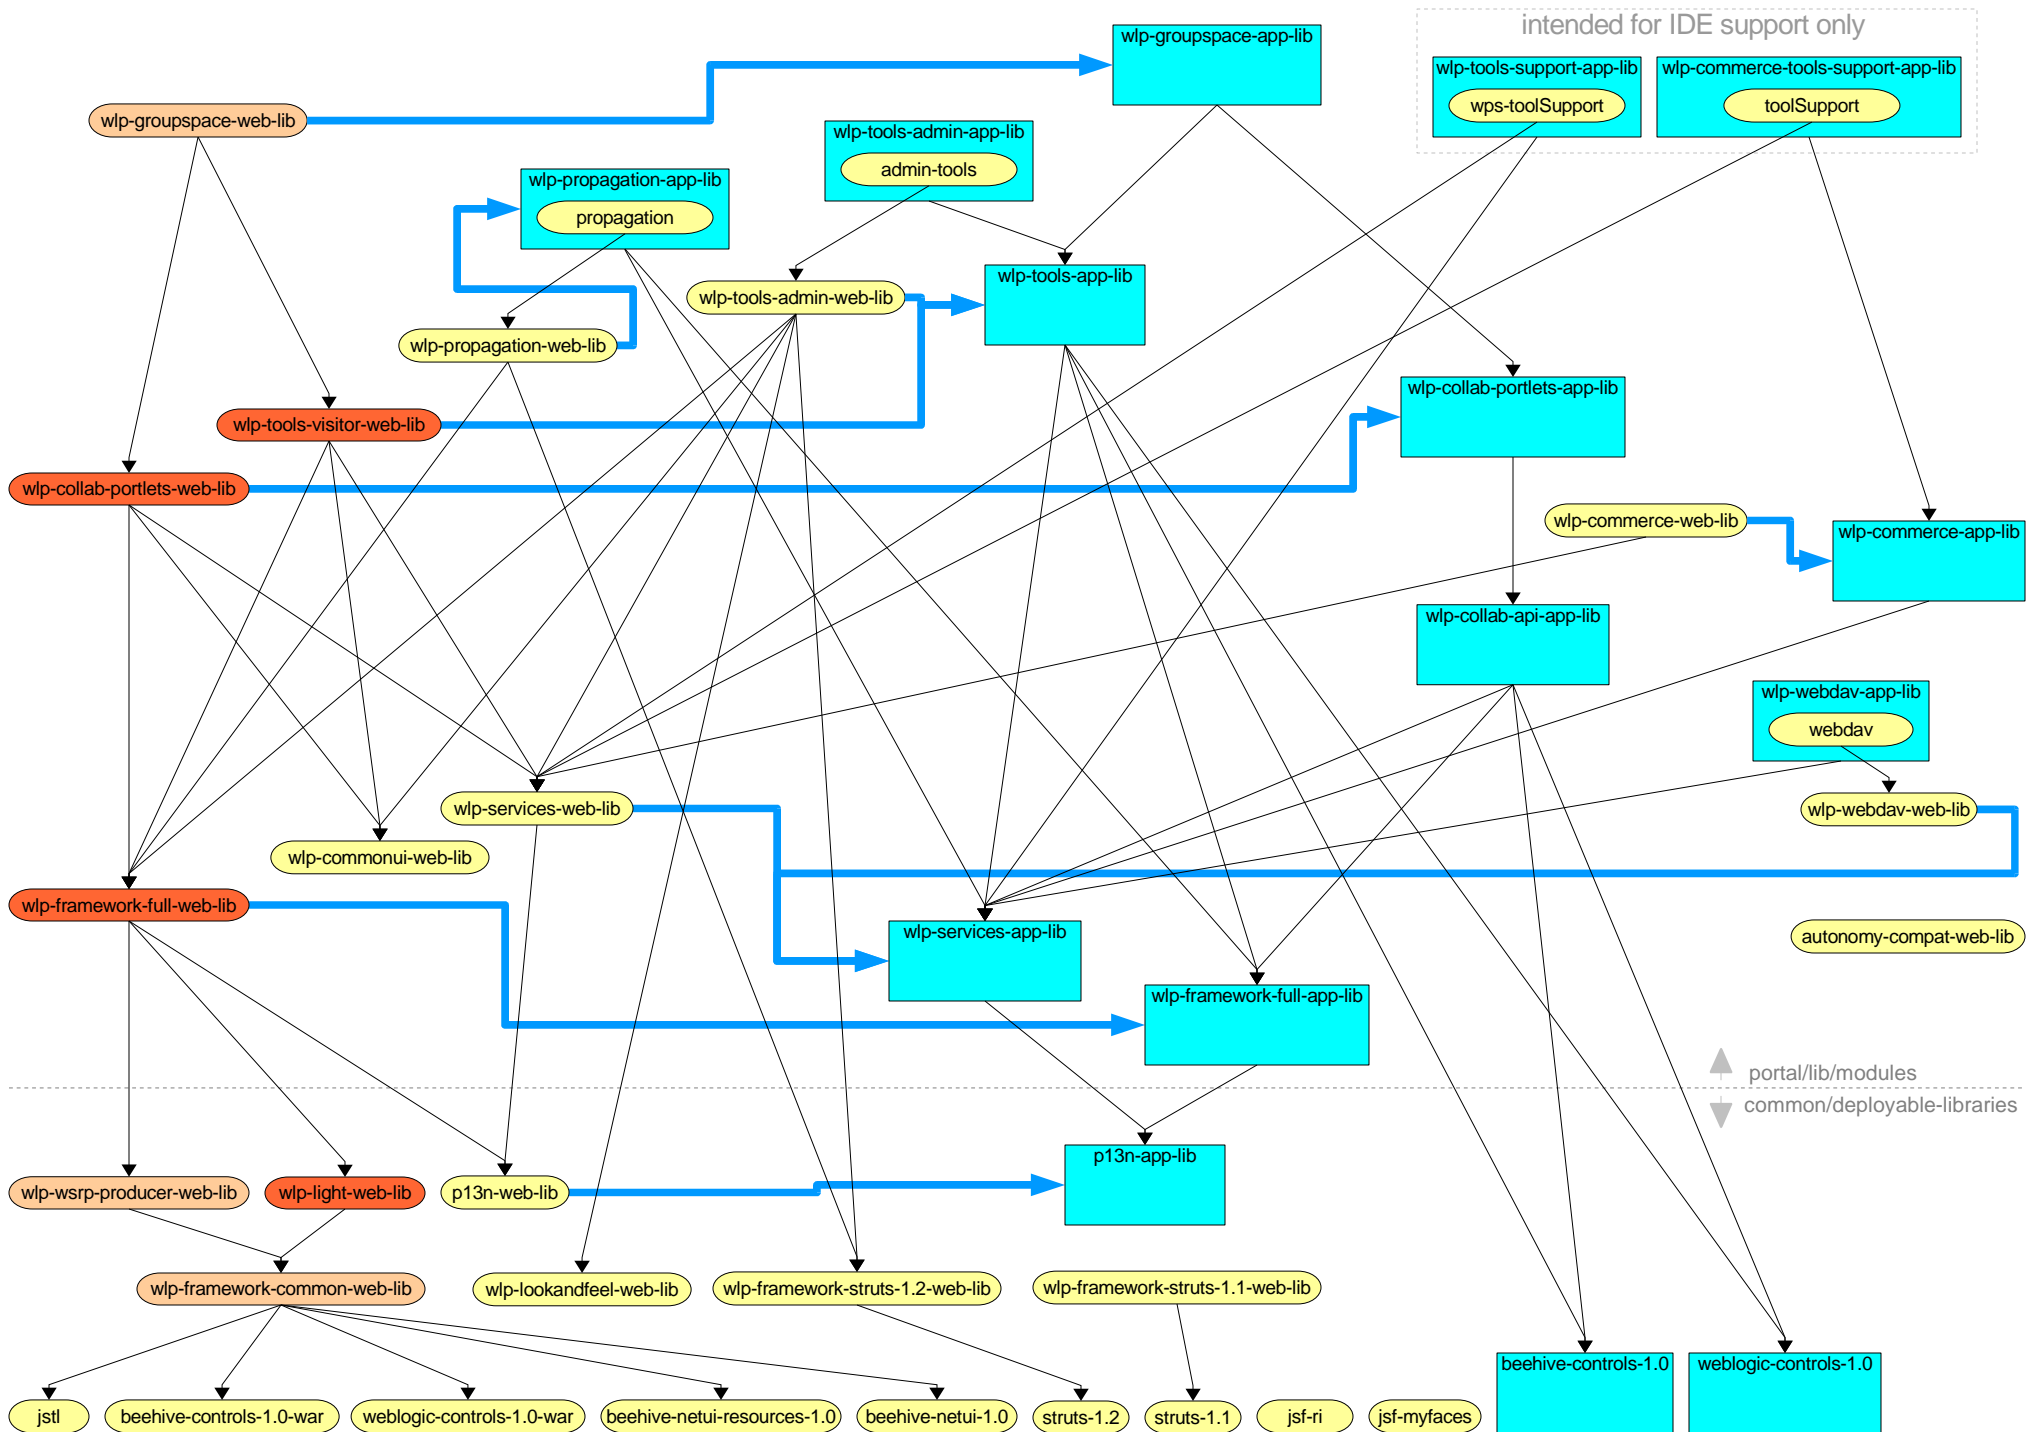 intended for IDE support only
wlp-groupspace-app-lib
wlp-tools-support-app-lib
wlp-commerce-tools-support-app-lib
wps-toolSupport
toolSupport
wlp-groupspace-web-lib
wlp-tools-admin-app-lib
admin-tools
wlp-propagation-app-lib
propagation
wlp-tools-app-lib
wlp-tools-admin-web-lib
wlp-propagation-web-lib
wlp-collab-portlets-app-lib
wlp-tools-visitor-web-lib
wlp-collab-portlets-web-lib
wlp-commerce-web-lib
wlp-commerce-app-lib
wlp-collab-api-app-lib
wlp-webdav-app-lib
webdav
wlp-services-web-lib
wlp-webdav-web-lib
wlp-commonui-web-lib
wlp-framework-full-web-lib
wlp-services-app-lib
autonomy-compat-web-lib
wlp-framework-full-app-lib
portal/lib/modules
common/deployable-libraries
p13n-app-lib
wlp-wsrp-producer-web-lib
wlp-light-web-lib
p13n-web-lib
wlp-framework-common-web-lib
wlp-lookandfeel-web-lib
wlp-framework-struts-1.2-web-lib
wlp-framework-struts-1.1-web-lib
beehive-controls-1.0
weblogic-controls-1.0
jstl
beehive-controls-1.0-war
weblogic-controls-1.0-war
beehive-netui-resources-1.0
beehive-netui-1.0
struts-1.2
struts-1.1
jsf-ri
jsf-myfaces